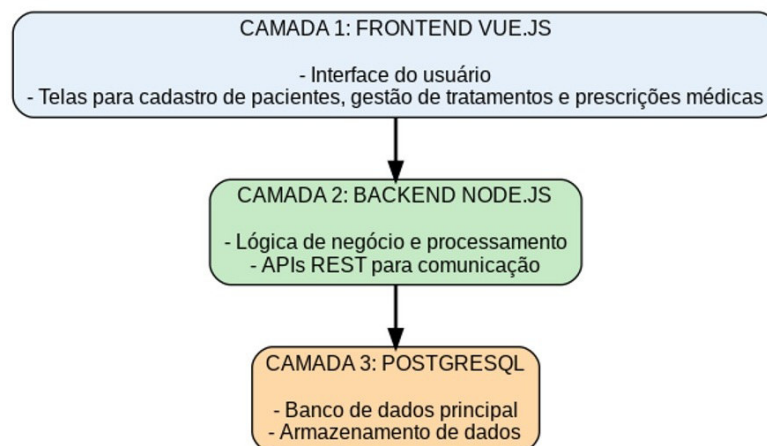 CAMADA 1: FRONTEND VUE.JS
- Interface do usuário
- Telas para cadastro de pacientes, gestão de tratamentos e prescrições médicas
CAMADA 2: BACKEND NODE.JS
- Lógica de negócio e processamento
- APIs REST para comunicação
CAMADA 3: POSTGRESQL
- Banco de dados principal
- Armazenamento de dados